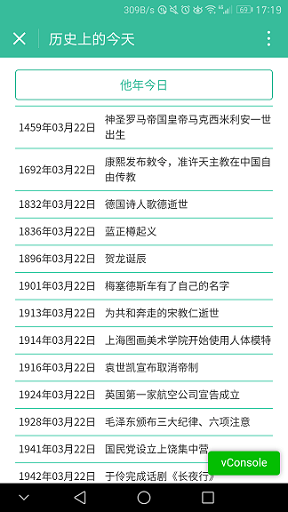 309B/s 17:19
历史上的今天
他年今日
1459年03月22日 神圣罗马帝国皇帝马克西米利安一世
出生
1692年03月22日 康熙发布敕令，准许天主教在中国自
由传教
1832年03月22日 德国诗人歌德逝世
1836年03月22日 蓝正樽起义
1896年03月22日 贺龙诞辰
1901年03月22日 梅塞德斯车有了自己的名字
1913年03月22日 为共和奔走的宋教仁逝世
1914年03月22日 上海图画美术学院开始使用人体模特
1916年03月22日 袁世凯宣布取消帝制
1924年03月22日 英国第一家航空公司宣告成立
1928年03月22日 毛泽东颁布三大纪律、六项注意
1941年03月22日 国民党设立上饶集中营
1942年03月22日 于伶完成话剧《长夜行》
vConsole